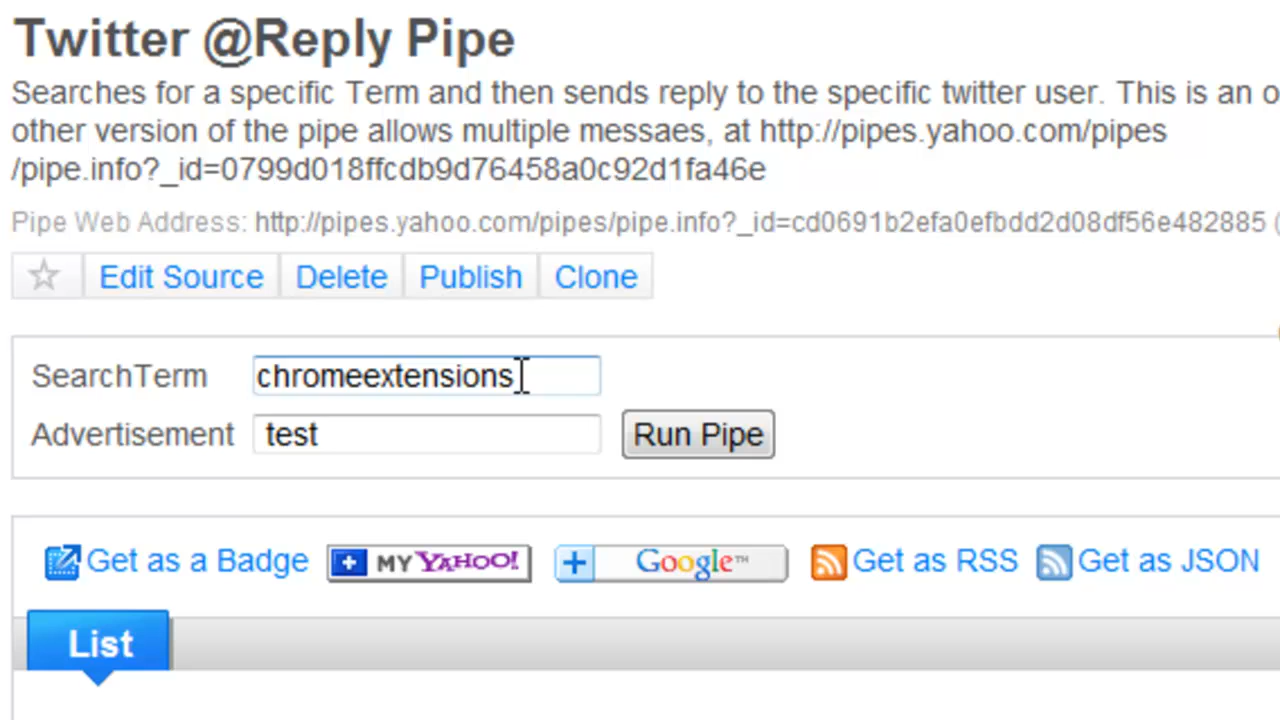 Twitter @Reply Pipe
Searches for a specific Term and then sends reply to the specific twitter user. This is an o
other version of the pipe allows multiple messaes, at http://pipes.yahoo.com/pipes
/pipe.info?_id=0799d018ffcdb9d76458a0c92d1fa46e
Pipe Web Address: http://pipes.yahoo.com/pipes/pipe.info?_id=cd0691b2efa0efbdd2d08df56e482885 (
Edit Source Delete Publish Clone
SearchTerm chromeextensions
Advertisement test Run Pipe
Get as a Badge MY YAHOO! Google™ Get as RSS Get as JSON
List